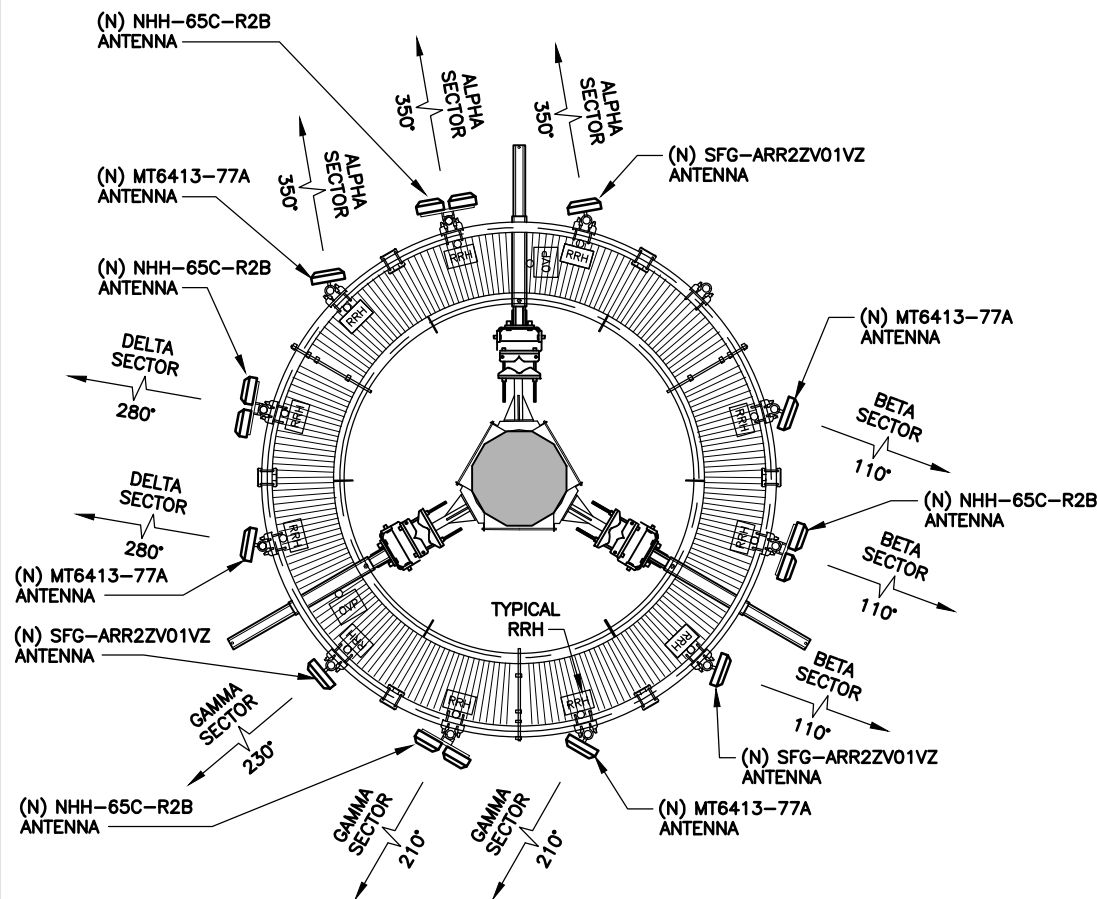 (N) NHH-65C-R2B
ANTENNA
ALPHA
SECTOR
350°
ALPHA
SECTOR
350°
(N) SFG-ARR2ZV01VZ
ANTENNA
(N) MT6413-77A
ANTENNA
ALPHA
SECTOR
350°
(N) NHH-65C-R2B
ANTENNA
RRH
OVP
RRH
RRH
(N) MT6413-77A
ANTENNA
DELTA
SECTOR
280°
RRH
RRH
BETA
SECTOR
110°
DELTA
SECTOR
280°
RRH
RRH
(N) NHH-65C-R2B
ANTENNA
BETA
SECTOR
110°
(N) MT6413-77A
ANTENNA
OVP
TYPICAL
RRH
(N) SFG-ARR2ZV01VZ
ANTENNA
RRH
RRH
BETA
SECTOR
110°
GAMMA
SECTOR
230°
RRH
RRH
(N) SFG-ARR2ZV01VZ
ANTENNA
(N) NHH-65C-R2B
ANTENNA
GAMMA
SECTOR
210°
GAMMA
SECTOR
210°
(N) MT6413-77A
ANTENNA